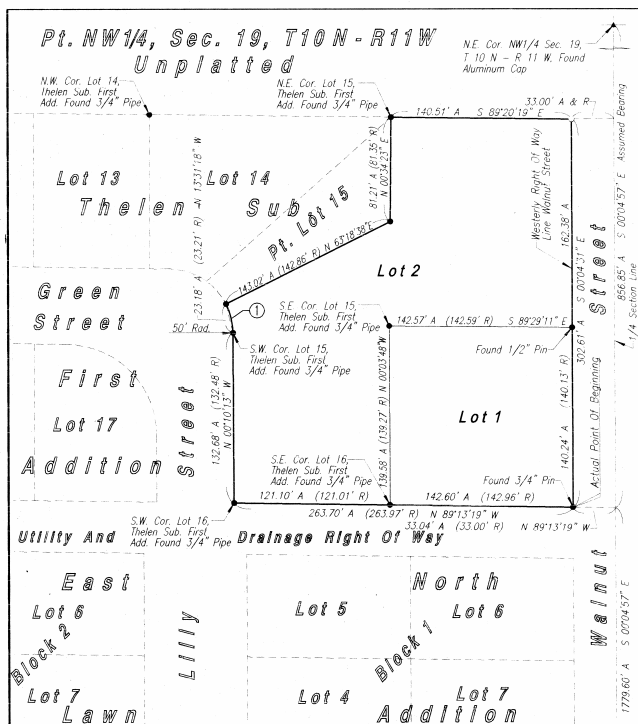 Pt. NW1/4, Sec. 19, T10N - R11W
Unplatted
N.E. Cor. NW1/4 Sec. 19,
T 10 N - R 11 W. Found
Aluminum Cap
N.W. Cor. Lot 14,
Thelen Sub. First
Add. Found 3/4" Pipe
N.E. Cor. Lot 15,
Thelen Sub. First
Add. Found 3/4" Pipe
33.00' A & R
140.51' A S 89°20'19" E
Lot 13
Lot 14
Thelen Sub
Pt. Lot 15
23.18' A (23.21' R) N 13°31'18" W
81.21' A (81.35' R)
N 00°34'23" E
143.02' A (142.86' R) N 63°18'38" E
Westerly Right Of Way
Line Walnut Street
162.38' A S 00°04'31" E
302.61' A
Street
856.85' A S 00°04'57" E Assumed Bearing
1/4 Section Line
Lot 2
Green
Street
50' Rad.
1
S.E. Cor. Lot 15,
Thelen Sub. First
Add. Found 3/4" Pipe
142.57' A (142.59' R) S 89°29'11" E
Found 1/2" Pin
S.W. Cor. Lot 15,
Thelen Sub. First
Add. Found 3/4" Pipe
First
Lot 17
Addition
Street
132.68' A (132.48' R)
N 00°10'13" W
139.58' A (139.27' R) N 00°03'48" W
Lot 1
140.24' A (140.13' R)
Actual Point Of Beginning
S.E. Cor. Lot 16,
Thelen Sub. First
Add. Found 3/4" Pipe
Found 3/4" Pin
121.10' A (121.01' R)
142.60' A (142.96' R)
263.70' A (263.97' R) N 89°13'19" W
33.04' A (33.00' R) N 89°13'19" W
S.W. Cor. Lot 16,
Thelen Sub. First
Add. Found 3/4" Pipe
Utility And Drainage Right Of Way
East
Lot 6
Block 2
Lot 7
Lawn
Lilly
Lot 5
North
Lot 6
Block 1
Lot 4
Lot 7
Addition
Walnut
1779.60' A S 00°04'57" E